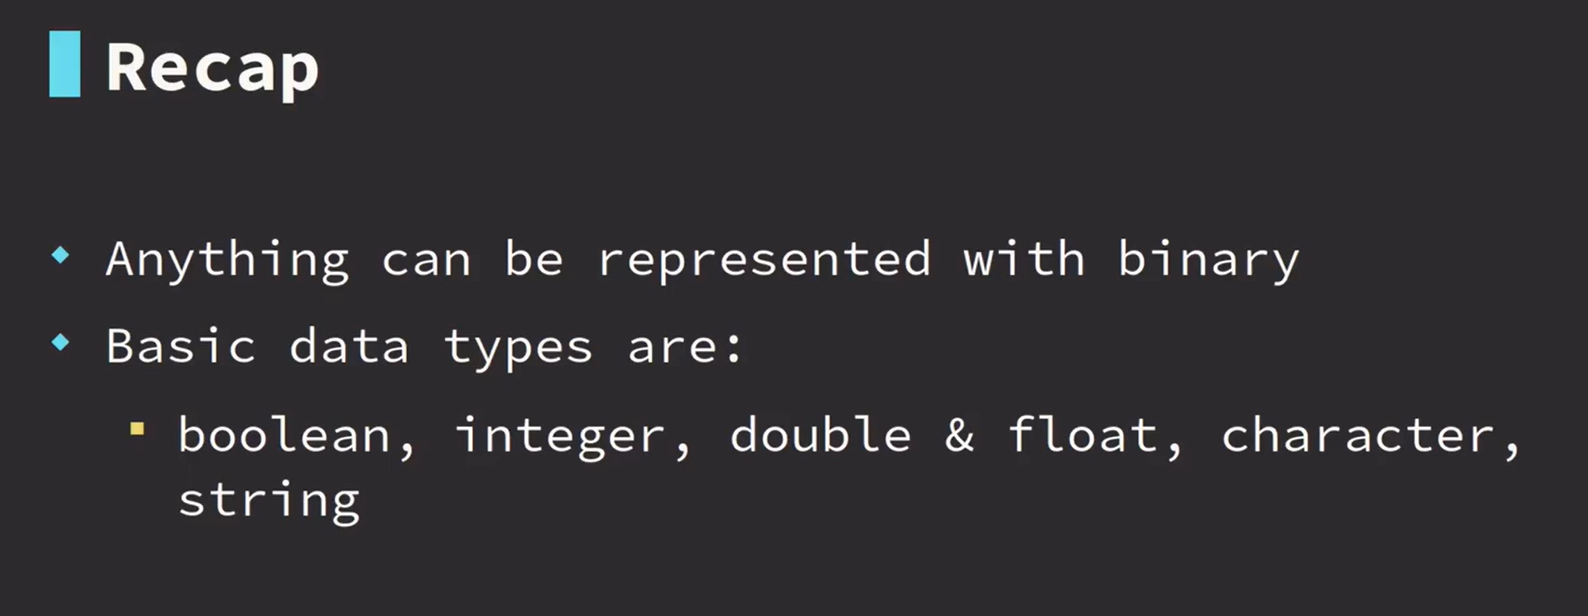 Recap
Anything can be represented with binary
Basic data types are:
boolean, integer, double & float, character,
string